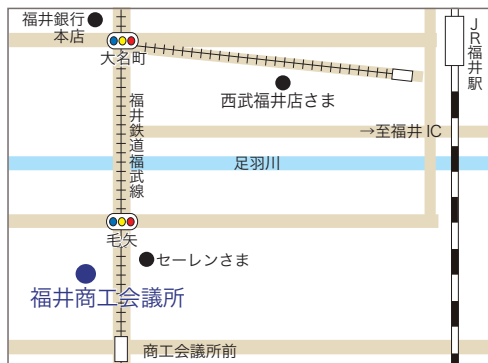 福井銀行
本店
大名町
JR福井駅
西武福井店さま
福井鉄道福武線
→至福井 IC
足羽川
毛矢
セーレンさま
福井商工会議所
商工会議所前